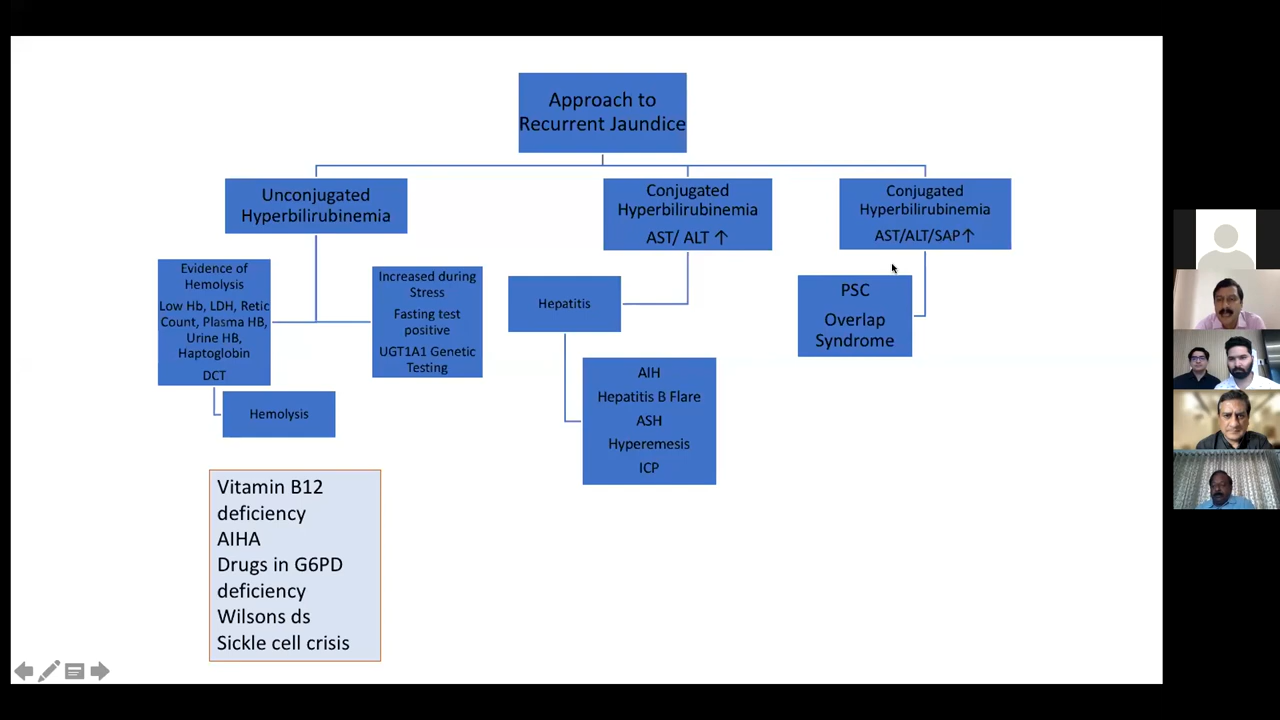 Approach to
Recurrent Jaundice
Unconjugated
Hyperbilirubinemia
Conjugated
Hyperbilirubinemia
AST/ ALT ↑
Conjugated
Hyperbilirubinemia
AST/ALT/SAP↑
Evidence of
Hemolysis
Low Hb, LDH, Retic
Count, Plasma HB,
Urine HB,
Haptoglobin
DCT
Hemolysis
Increased during
Stress
Fasting test
positive
UGT1A1 Genetic
Testing
Hepatitis
AIH
Hepatitis B Flare
ASH
Hyperemesis
ICP
PSC
Overlap
Syndrome
Vitamin B12
deficiency
AIHA
Drugs in G6PD
deficiency
Wilsons ds
Sickle cell crisis